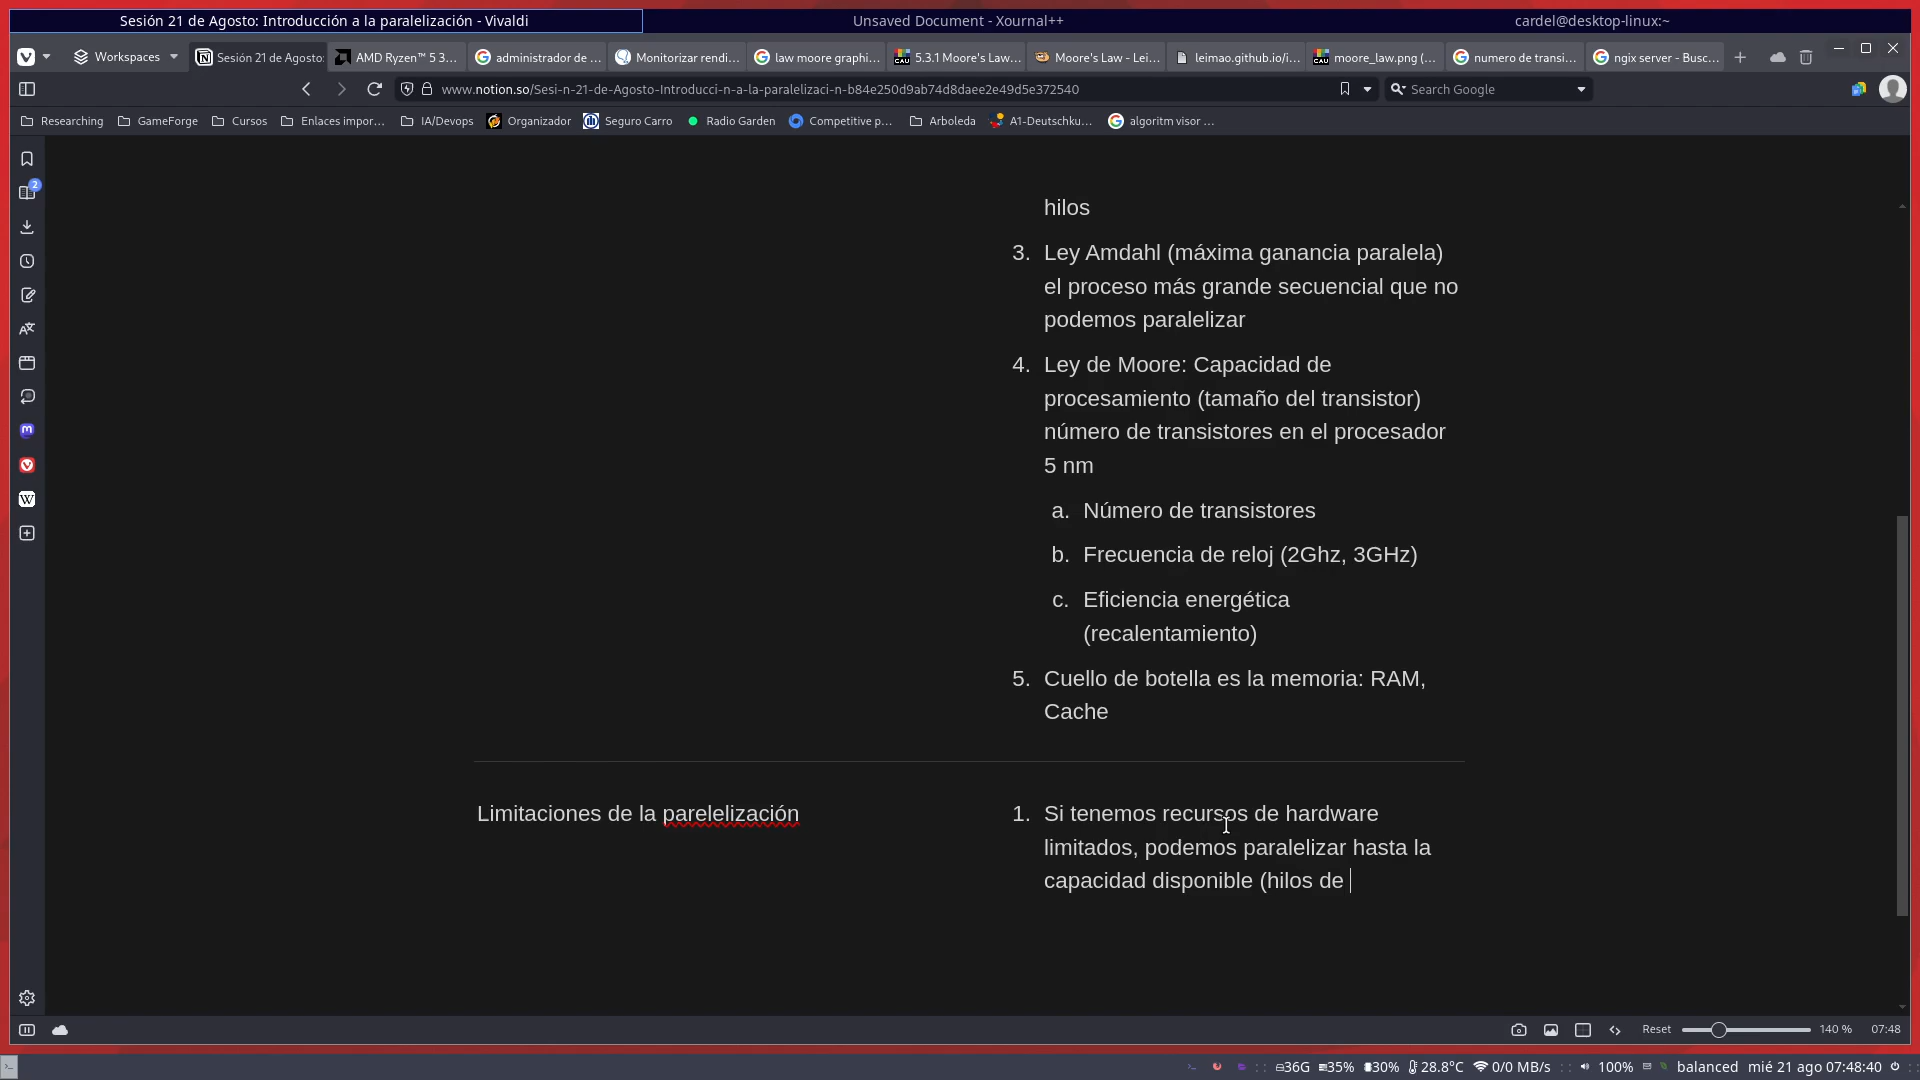 Sesión 21 de Agosto: Introducción a la paralelización - Vivaldi
Unsaved Document - Xournal++
cardel@desktop-linux:~
Workspaces
Sesión 21 de Agosto:
AMD Ryzen™ 5 3...
administrador de ...
Monitorizar rendi...
law moore graphi...
5.3.1 Moore's Law...
Moore's Law - Lei...
leimao.github.io/i...
moore_law.png (...
numero de transi...
ngix server - Busc...
www.notion.so/Sesi-n-21-de-Agosto-Introducci-n-a-la-paralelizaci-n-b84e250d9ab74d8daee2e49d5e372540
Search Google
Researching
GameForge
Cursos
Enlaces impor...
IA/Devops
Organizador
Seguro Carro
Radio Garden
Competitive p...
Arboleda
A1-Deutschku...
algoritm visor ...
2
hilos
3. Ley Amdahl (máxima ganancia paralela)
el proceso más grande secuencial que no
podemos paralelizar
4. Ley de Moore: Capacidad de
procesamiento (tamaño del transistor)
número de transistores en el procesador
5 nm
a. Número de transistores
b. Frecuencia de reloj (2Ghz, 3GHz)
c. Eficiencia energética
(recalentamiento)
5. Cuello de botella es la memoria: RAM,
Cache
Limitaciones de la parelelización
1. Si tenemos recursos de hardware
limitados, podemos paralelizar hasta la
capacidad disponible (hilos de
Reset
140 %
07:48
36G
35%
30%
28.8°C
0/0 MB/s
100%
balanced
mié 21 ago 07:48:40